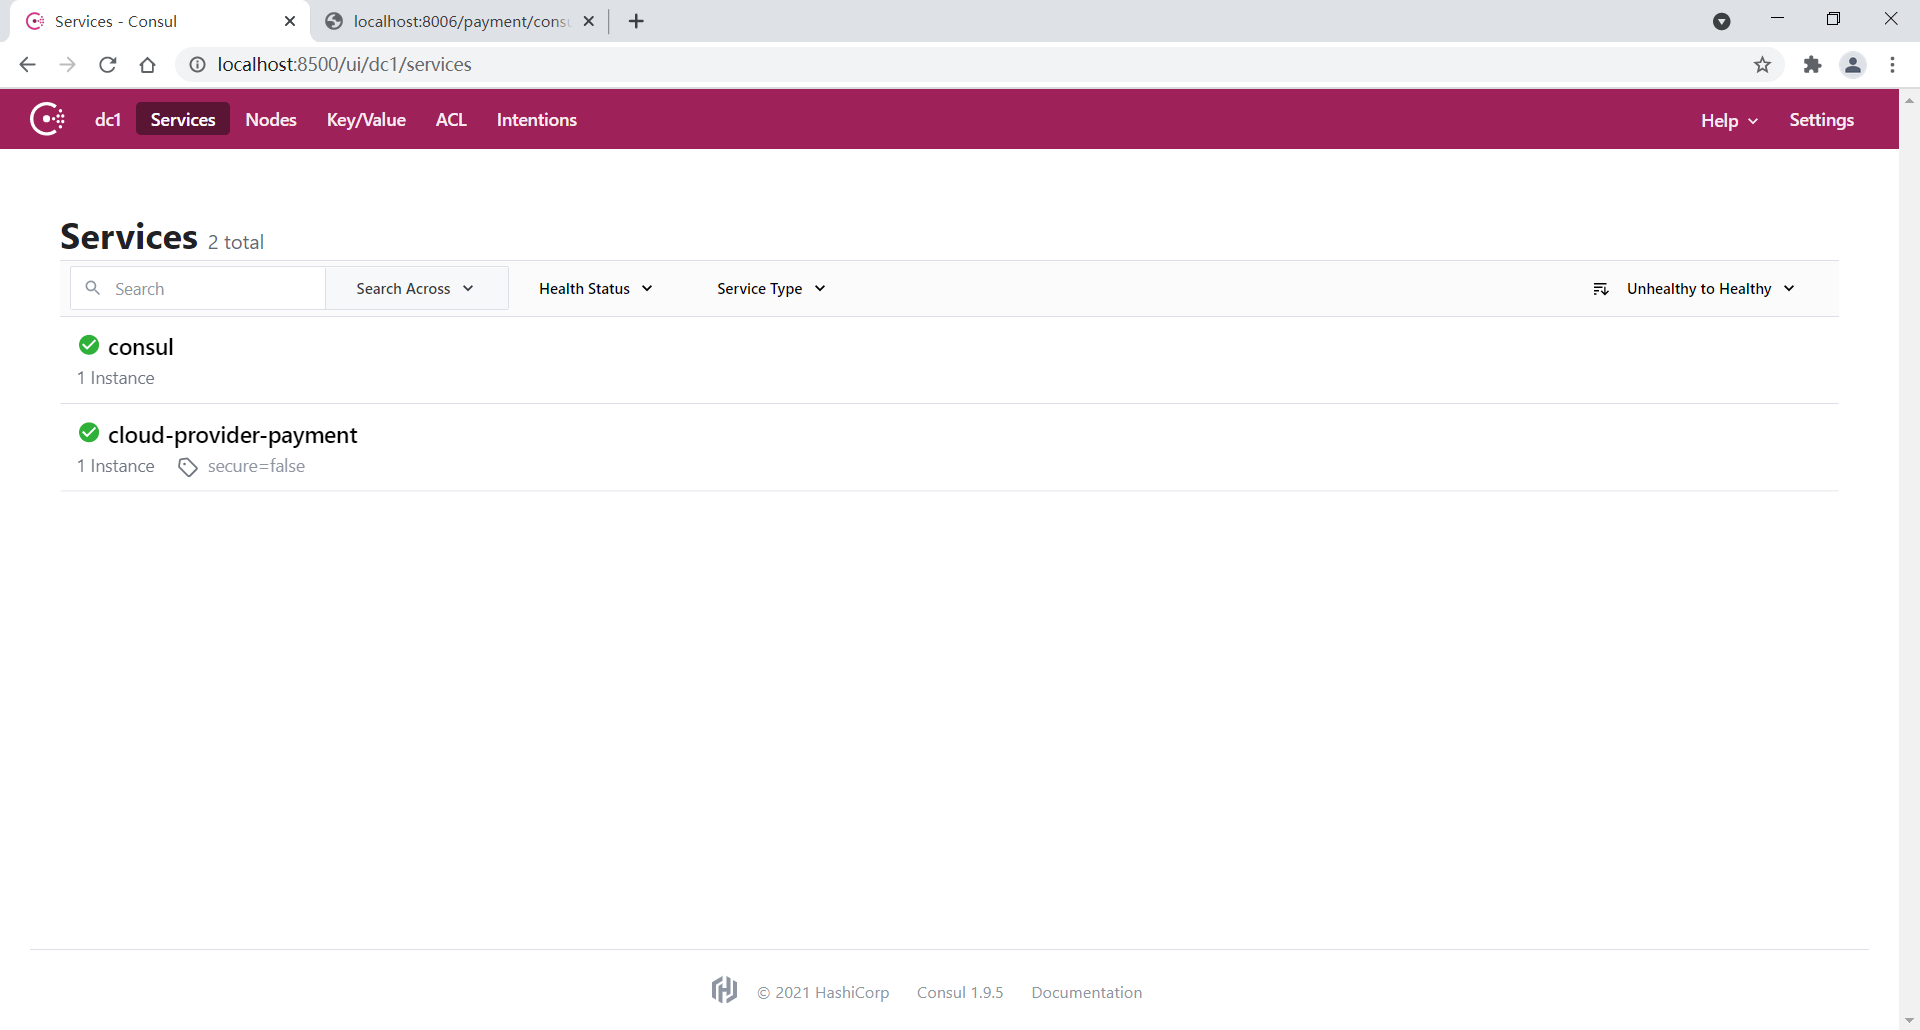 Services - Consul
localhost:8006/payment/cons
localhost:8500/ui/dc1/services
dc1 Services Nodes Key/Value ACL Intentions Help Settings
Services 2 total
Search Search Across Health Status Service Type Unhealthy to Healthy
consul
1 Instance
cloud-provider-payment
1 Instance secure=false
© 2021 HashiCorp Consul 1.9.5 Documentation